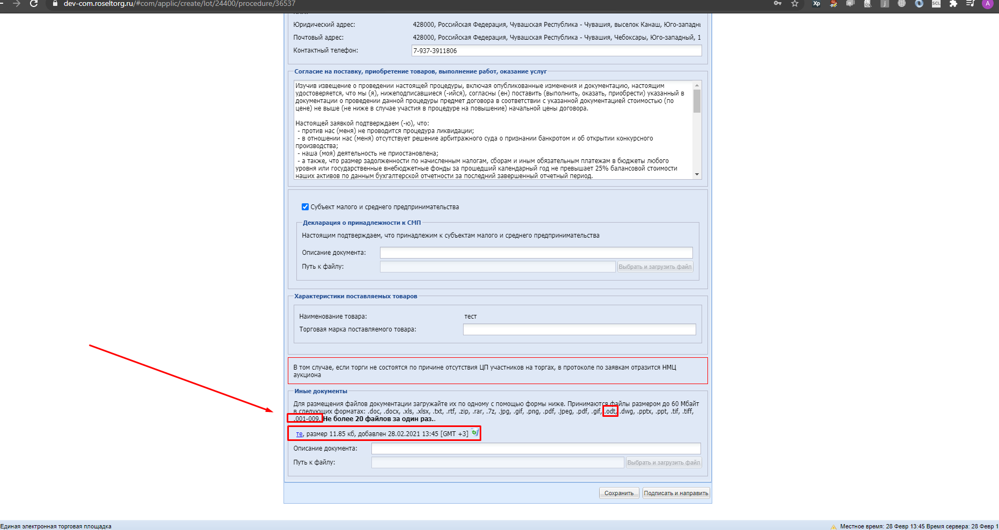 dev-com.roseltorg.ru/#com/applic/create/lot/24400/procedure/36537
Юридический адрес: 428000, Российская Федерация, Чувашская Республика - Чувашия, выселок Канаш, Юго-западны
Почтовый адрес: 428000, Российская Федерация, Чувашская Республика - Чувашия, Чебоксары, Юго-западный, 1
Контактный телефон: 7-937-3911806
Согласие на поставку, приобретение товаров, выполнение работ, оказание услуг
Изучив извещение о проведении настоящей процедуры, включая опубликованные изменения и документацию, настоящим
удостоверяется, что мы (я), нижеподписавшиеся (-ийся), согласны (ен) поставить (выполнить, оказать, приобрести) указанный в
документации о проведении данной процедуры предмет договора в соответствии с указанной документацией стоимостью (по
цене) не выше (не ниже в случае участия в процедуре на повышение) начальной цены договора.
Настоящей заявкой подтверждаем (-ю), что:
- против нас (меня) не проводится процедура ликвидации;
- в отношении нас (меня) отсутствует решение арбитражного суда о признании банкротом и об открытии конкурсного
производства;
- наша (моя) деятельность не приостановлена;
- а также, что размер задолженности по начисленным налогам, сборам и иным обязательным платежам в бюджеты любого
уровня или государственные внебюджетные фонды за прошедший календарный год не превышает 25% балансовой стоимости
наших активов по данным бухгалтерской отчетности за последний завершенный отчетный период.
Субъект малого и среднего предпринимательства
Декларация о принадлежности к СМП
Настоящим подтверждаем, что принадлежим к субъектам малого и среднего предпринимательства
Описание документа:
Путь к файлу: Выбрать и загрузить файл
Характеристики поставляемых товаров
Наименование товара: тест
Торговая марка поставляемого товара:
В том случае, если торги не состоятся по причине отсутствия ЦП участников на торгах, в протоколе по заявкам отразится НМЦ
аукциона
Иные документы
Для размещения файлов документации загружайте их по одному с помощью формы ниже. Принимаются файлы размером до 60 Мбайт
в следующих форматах: .doc, .docx, .xls, .xlsx, .txt, .rtf, .zip, .rar, .7z, .jpg, .gif, .png, .pdf, .jpeg, .pdf, .gif, .odt, .dwg, .pptx, .ppt, .tif, .tiff,
.001-009. Не более 20 файлов за один раз..
те, размер 11.85 кб, добавлен 28.02.2021 13:45 [GMT +3]
Описание документа:
Путь к файлу: Выбрать и загрузить файл
Сохранить Подписать и направить
Единая электронная торговая площадка Местное время: 28 Февр 13:45 Время сервера: 28 Февр 1